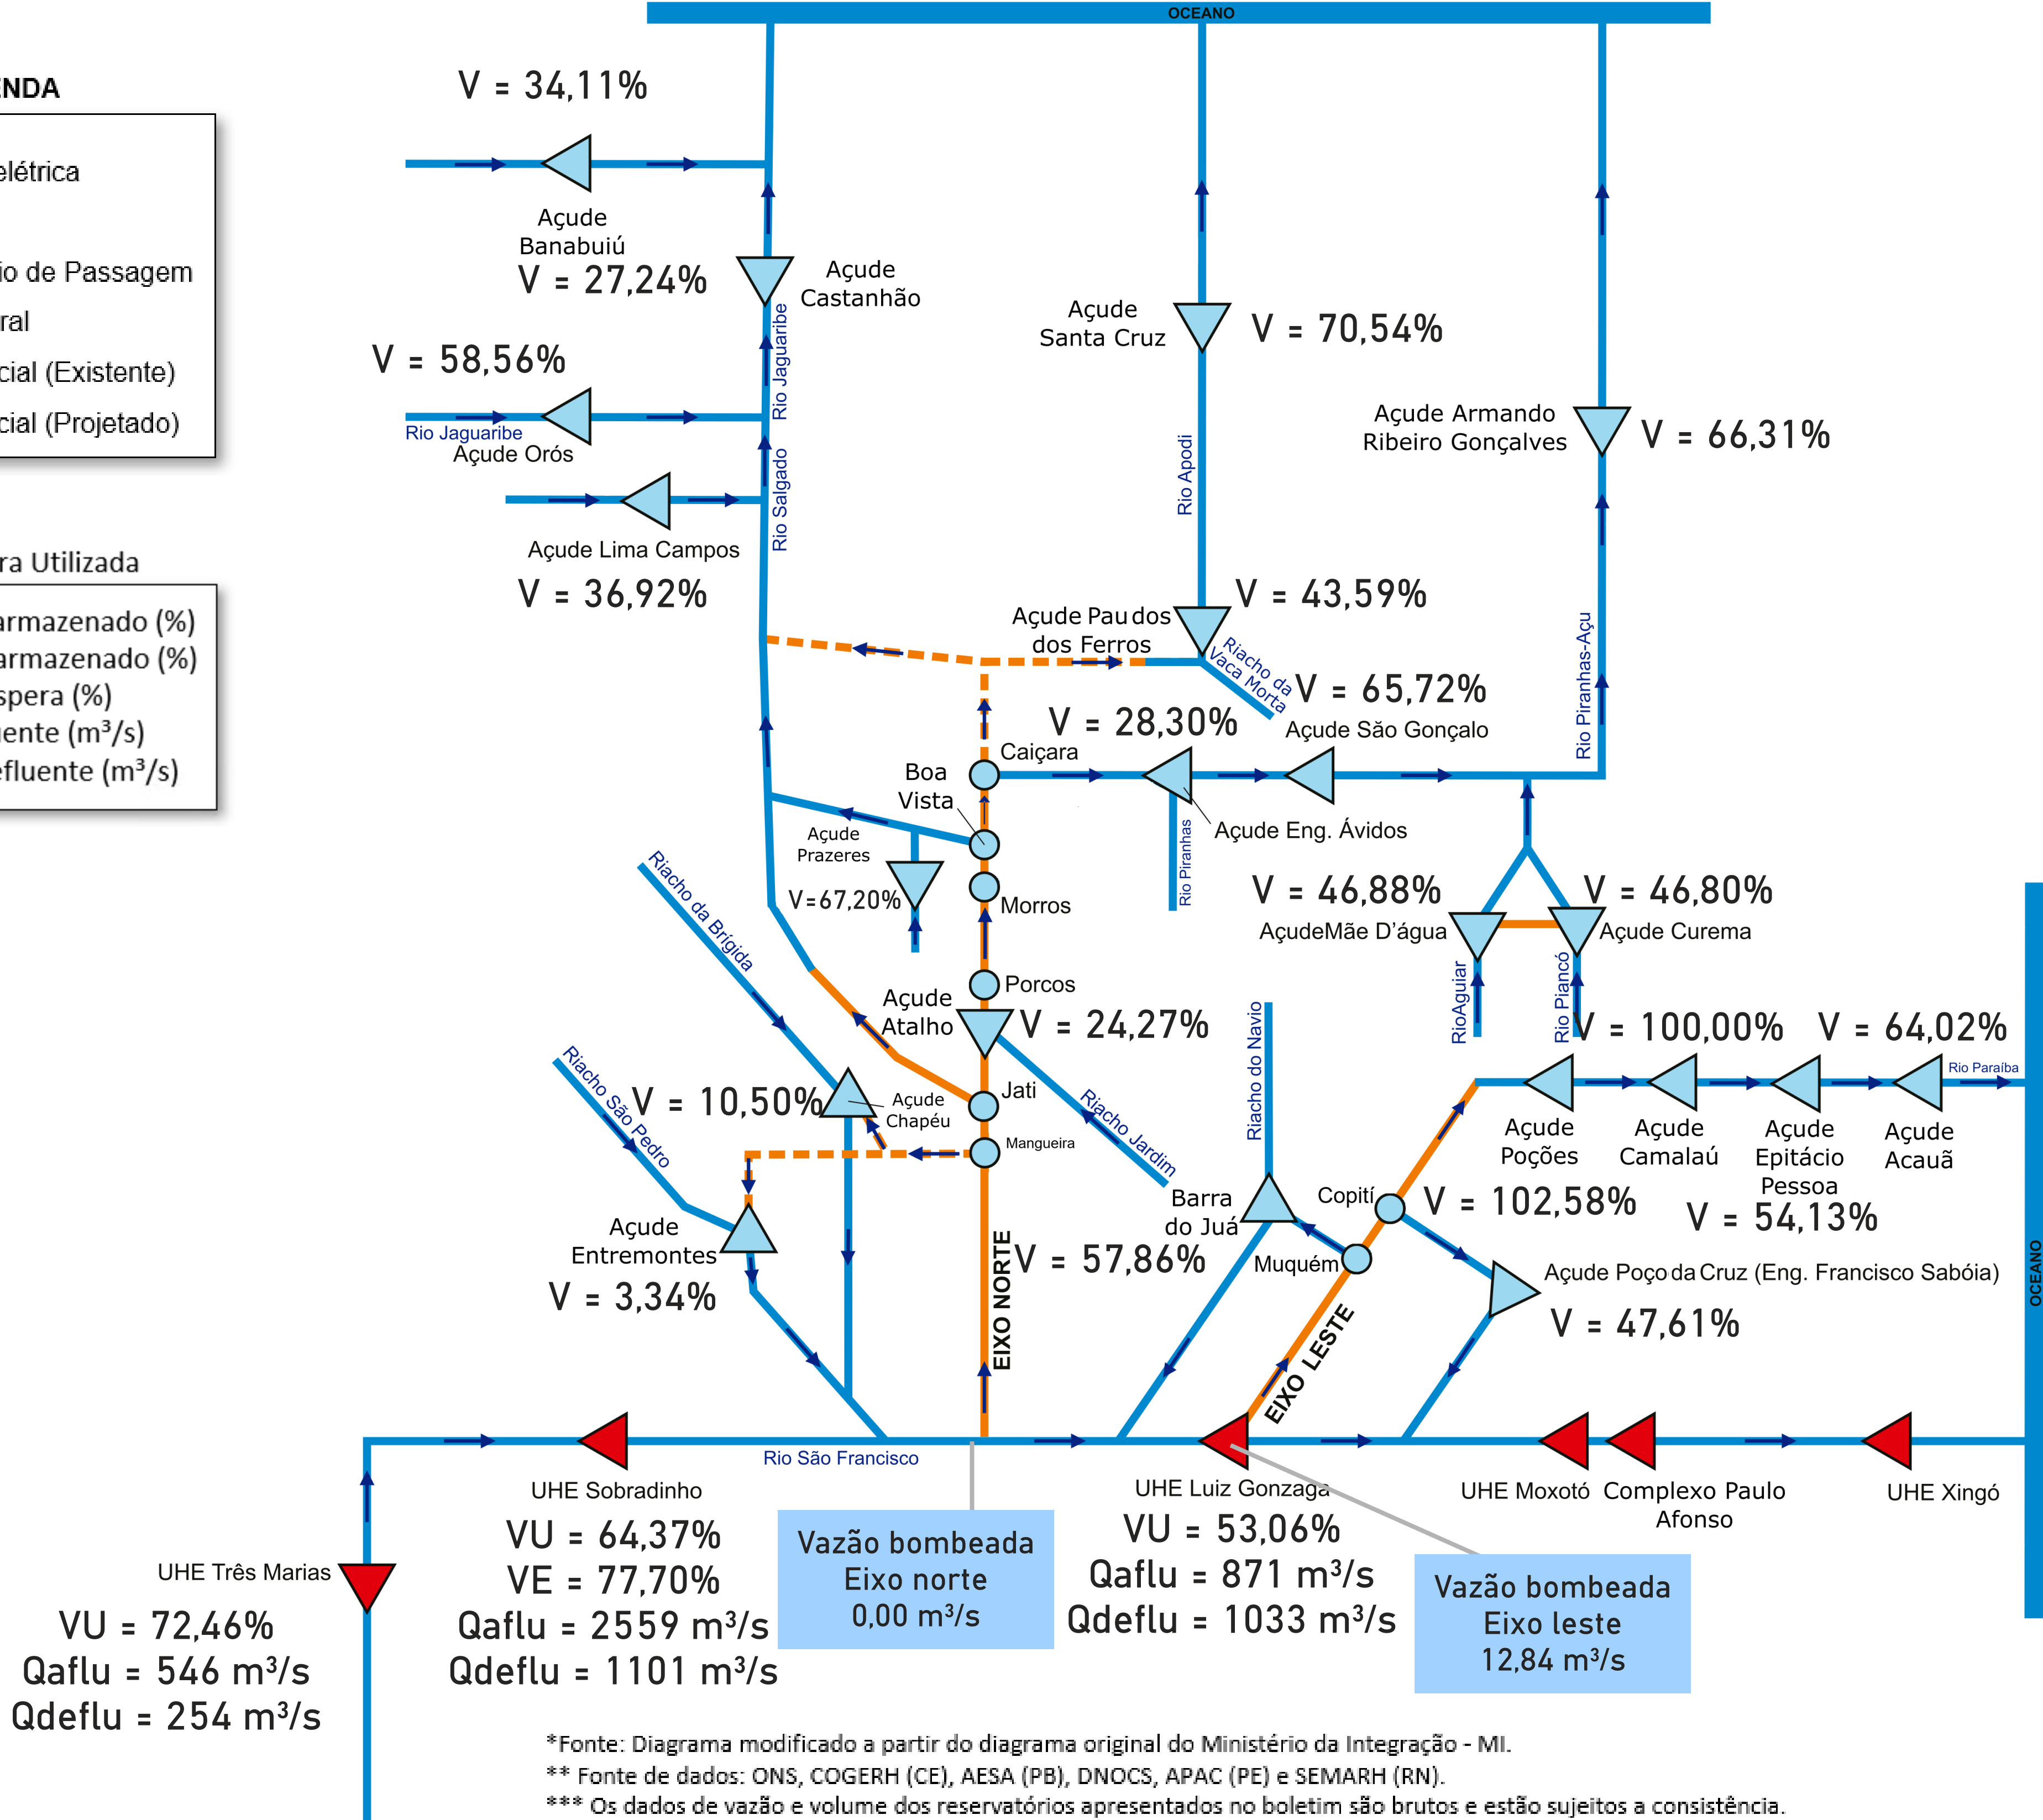 OCEANO
ENDA
elétrica
io de Passagem
ral
cial (Existente)
cial (Projetado)
ra Utilizada
armazenado (%)
armazenado (%)
spera (%)
uente (m³/s)
efluente (m³/s)
V = 34,11%
Açude
Banabuiú
V = 27,24%
Açude
Castanhão
Rio Jaguaribe
V = 58,56%
Rio Jaguaribe
Açude Orós
Rio Salgado
Açude Lima Campos
V = 36,92%
Açude
Santa Cruz
V = 70,54%
Rio Apodi
Açude Armando
Ribeiro Gonçalves
V = 66,31%
Rio Piranhas-Açu
Açude Pau dos
dos Ferros
V = 43,59%
Riacho da
Vaca Morta
V = 65,72%
Açude São Gonçalo
V = 28,30%
Caiçara
Boa
Vista
Açude Eng. Ávidos
Rio Piranhas
Açude
Prazeres
V=67,20%
Morros
V = 46,88%
AçudeMãe D'água
V = 46,80%
Açude Curema
RioAguiar
Rio Piancó
Riacho da Brígida
Porcos
Açude
Atalho
V = 24,27%
Riacho Jardim
Riacho do Navio
V = 100,00%
V = 64,02%
Rio Paraíba
Riacho São Pedro
V = 10,50%
Açude
Chapéu
Jati
Mangueira
Açude
Poções
Açude
Camalaú
Açude
Epitácio
Pessoa
Açude
Acauã
V = 102,58%
V = 54,13%
Barra
do Juá
Copití
Muquém
V = 57,86%
Açude
Entremontes
V = 3,34%
EIXO NORTE
EIXO LESTE
Açude Poço da Cruz (Eng. Francisco Sabóia)
V = 47,61%
OCEANO
Rio São Francisco
UHE Sobradinho
VU = 64,37%
VE = 77,70%
Qaflu = 2559 m³/s
Qdeflu = 1101 m³/s
Vazão bombeada
Eixo norte
0,00 m³/s
UHE Luiz Gonzaga
VU = 53,06%
Qaflu = 871 m³/s
Qdeflu = 1033 m³/s
Vazão bombeada
Eixo leste
12,84 m³/s
UHE Moxotó
Complexo Paulo
Afonso
UHE Xingó
UHE Três Marias
VU = 72,46%
Qaflu = 546 m³/s
Qdeflu = 254 m³/s
*Fonte: Diagrama modificado a partir do diagrama original do Ministério da Integração - MI.
** Fonte de dados: ONS, COGERH (CE), AESA (PB), DNOCS, APAC (PE) e SEMARH (RN).
*** Os dados de vazão e volume dos reservatórios apresentados no boletim são brutos e estão sujeitos a consistência.